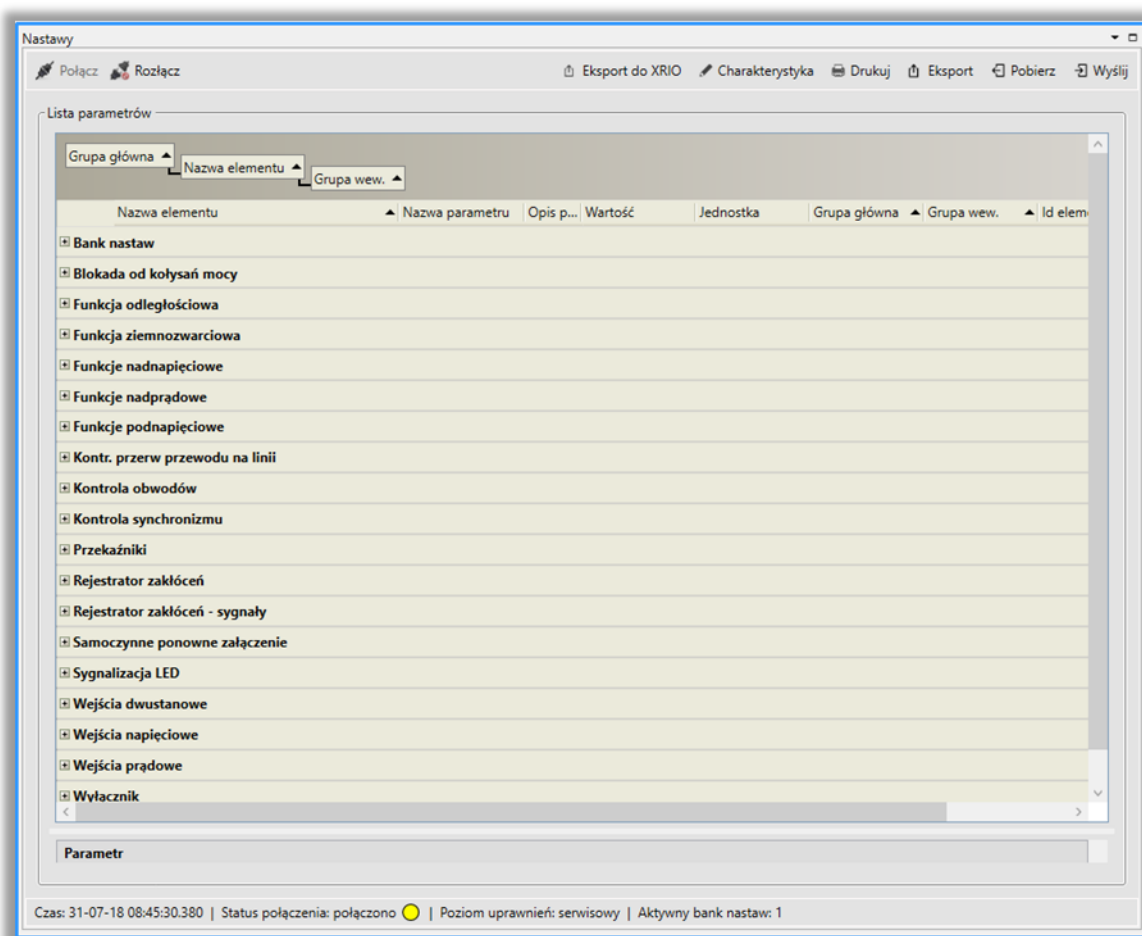 Nastawy
Połącz Rozłącz Eksport do XRIO Charakterystyka Drukuj Eksport Pobierz Wyślij
Lista parametrów
Grupa główna
Nazwa elementu
Grupa wew.
Nazwa elementu Nazwa parametru Opis p... Wartość Jednostka Grupa główna Grupa wew. Id elem
Bank nastaw
Blokada od kołysań mocy
Funkcja odległościowa
Funkcja ziemnozwarciowa
Funkcje nadnapięciowe
Funkcje nadprądowe
Funkcje podnapięciowe
Kontr. przerw przewodu na linii
Kontrola obwodów
Kontrola synchronizmu
Przekaźniki
Rejestrator zakłóceń
Rejestrator zakłóceń - sygnały
Samoczynne ponowne załączenie
Sygnalizacja LED
Wejścia dwustanowe
Wejścia napięciowe
Wejścia prądowe
Wyłącznik
Parametr
Czas: 31-07-18 08:45:30.380 | Status połączenia: połączono | Poziom uprawnień: serwisowy | Aktywny bank nastaw: 1